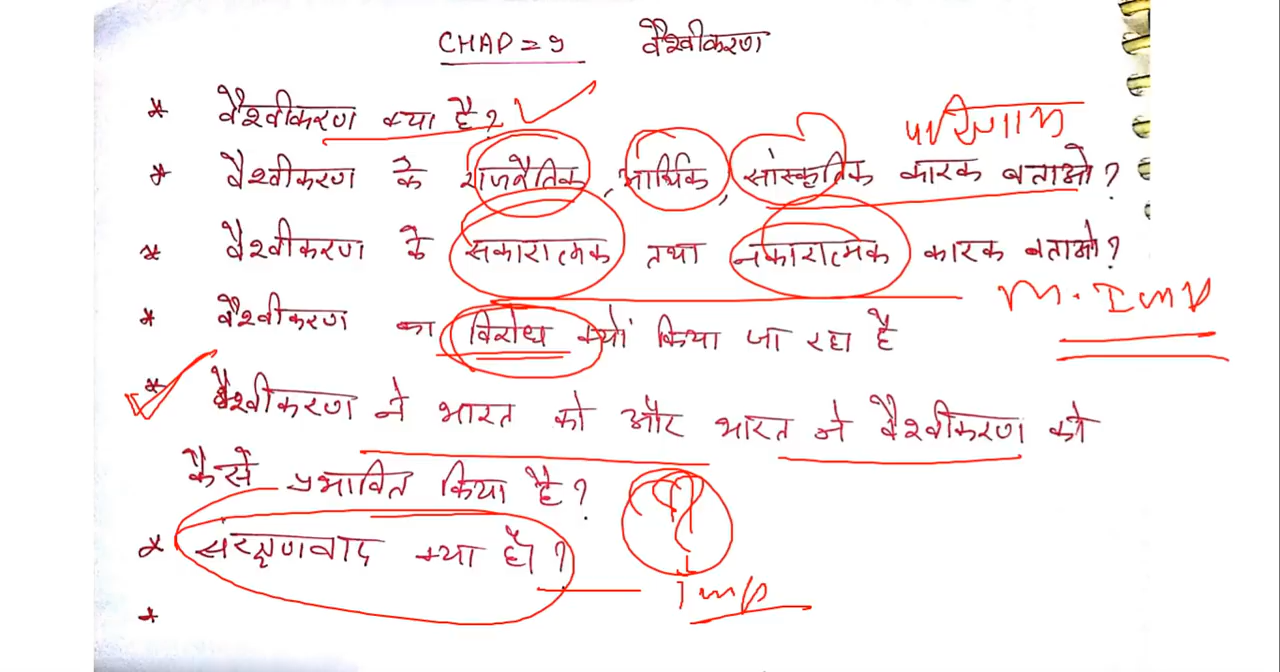 CHAP = 9 वैश्वीकरण
* वैश्वीकरण क्या है?
परिणाम
* वैश्वीकरण के राजनैतिक, आर्थिक, सांस्कृतिक कारक बताओ?
* वैश्वीकरण के सकारात्मक तथा नकारात्मक कारक बताओ?
M. Imp
* वैश्वीकरण का विरोध क्यों किया जा रहा है
* वैश्वीकरण ने भारत को और भारत ने वैश्वीकरण को
कैसे प्रभावित किया है?
* संरक्षणवाद क्या है। ?
Imp
*